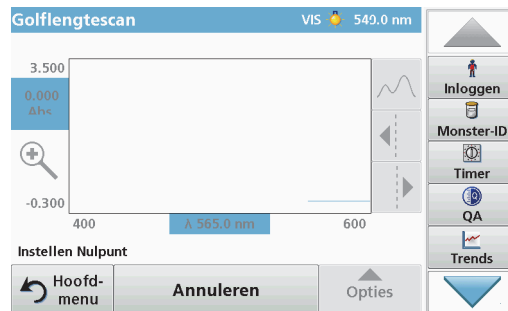 Golflengtescan VIS 549.0 nm
3.500
0.000
Abs
-0.300
400 λ 565.0 nm 600
Instellen Nulpunt
Hoofd-
menu
Annuleren
Opties
Inloggen
Monster-ID
Timer
QA
Trends